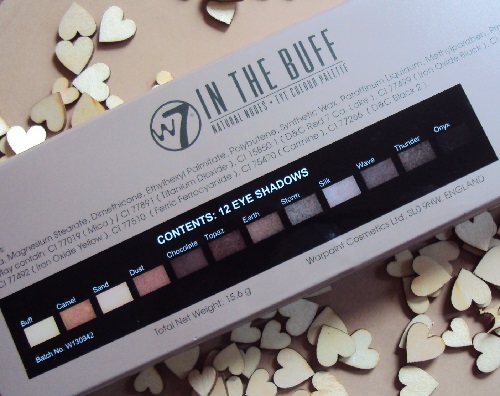 W7
IN THE BUFF
NATURAL NUDES • EYE COLOUR PALETTE
Magnesium Stearate, Dimethicone, Ethylhexyl Palmitate, Polybutene, Synthetic Wax, Paraffinum Liquidum, Methylparaben,
May contain, CI 77019 ( Mica ), CI 77891 ( Titanium Dioxide ), CI 15850:1 ( D&C Red 7 Ca. Lake ), CI 77499 ( Iron Oxide Black ),
CI 77492 ( Iron Oxide Yellow ), CI 77510 ( Ferric Ferrocyanide ), CI 75470 ( Carmine ), CI 77266 ( D&C Black 2 ),
CONTENTS: 12 EYE SHADOWS
Buff Camel Sand Dust Chocolate Topaz Earth Storm Silk Wave Thunder Onyx
Batch No. W130942
Total Net Weight. 15.6 g
Warpaint Cosmetics Ltd. SL0 9HW. ENGLAND